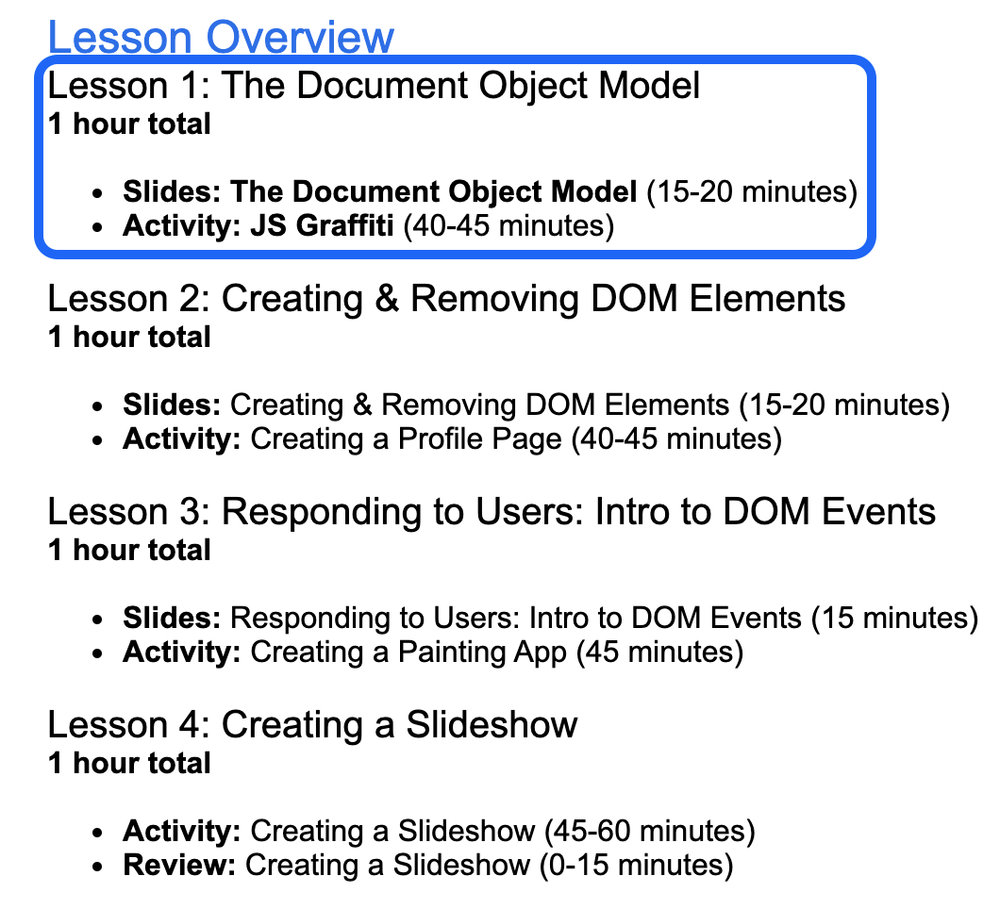 Lesson Overview
Lesson 1: The Document Object Model
1 hour total
• Slides: The Document Object Model (15-20 minutes)
• Activity: JS Graffiti (40-45 minutes)
Lesson 2: Creating & Removing DOM Elements
1 hour total
• Slides: Creating & Removing DOM Elements (15-20 minutes)
• Activity: Creating a Profile Page (40-45 minutes)
Lesson 3: Responding to Users: Intro to DOM Events
1 hour total
• Slides: Responding to Users: Intro to DOM Events (15 minutes)
• Activity: Creating a Painting App (45 minutes)
Lesson 4: Creating a Slideshow
1 hour total
• Activity: Creating a Slideshow (45-60 minutes)
• Review: Creating a Slideshow (0-15 minutes)